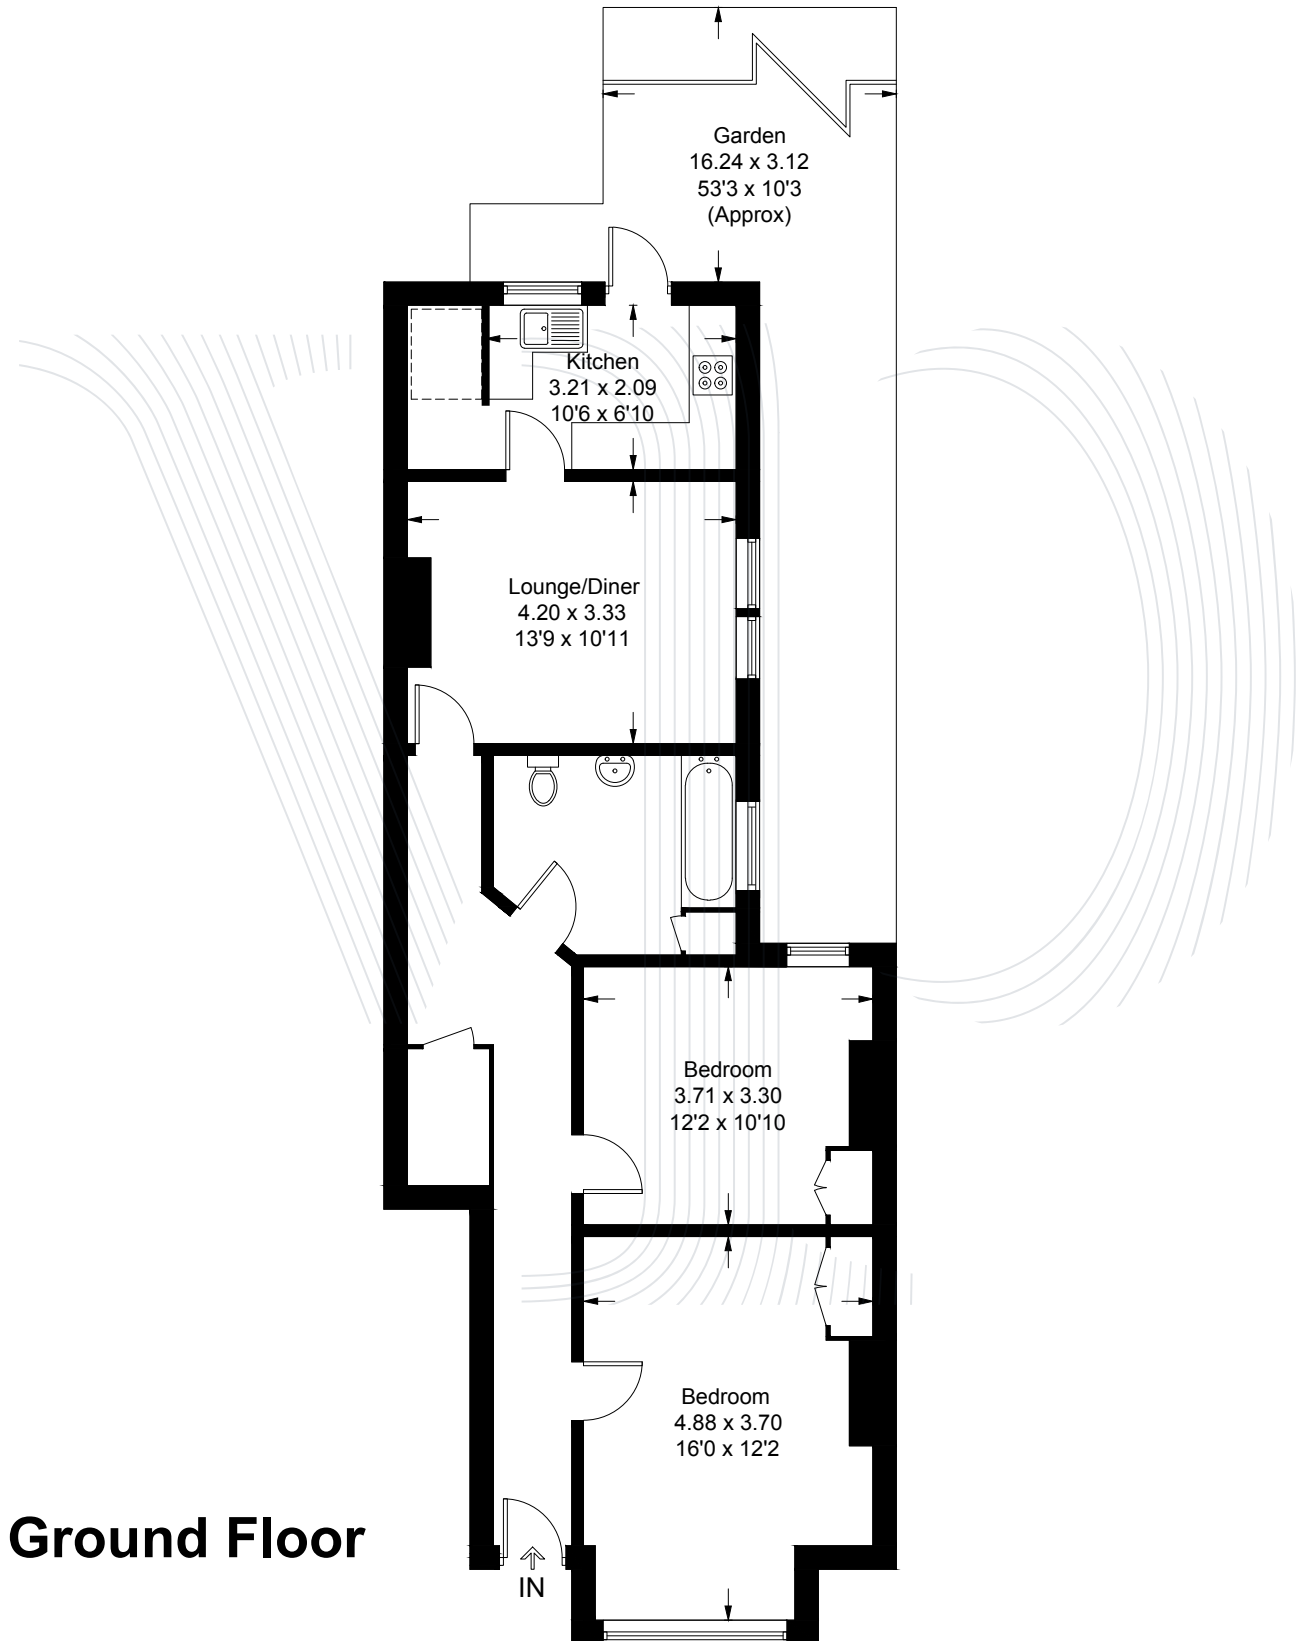 Garden
16.24 x 3.12
53'3 x 10'3
(Approx)
Kitchen
3.21 x 2.09
10'6 x 6'10
Lounge/Diner
4.20 x 3.33
13'9 x 10'11
Bedroom
3.71 x 3.30
12'2 x 10'10
Bedroom
4.88 x 3.70
16'0 x 12'2
Ground Floor
IN